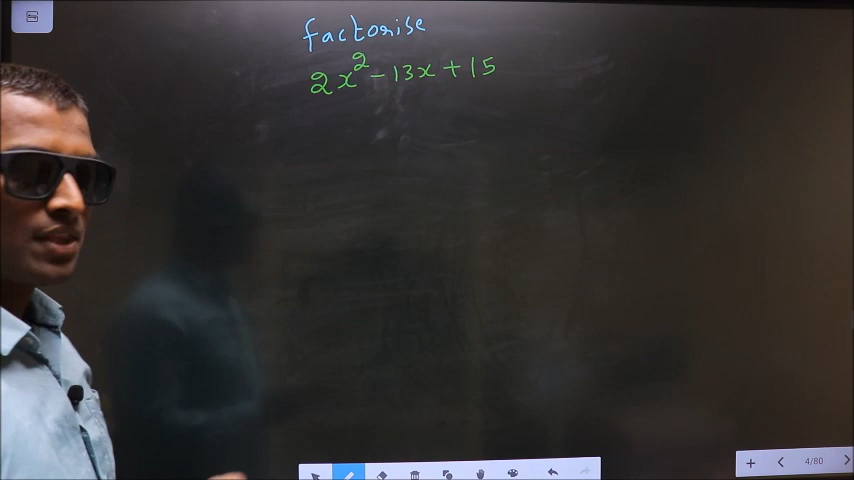 factorise
2x² - 13x + 15
4/80